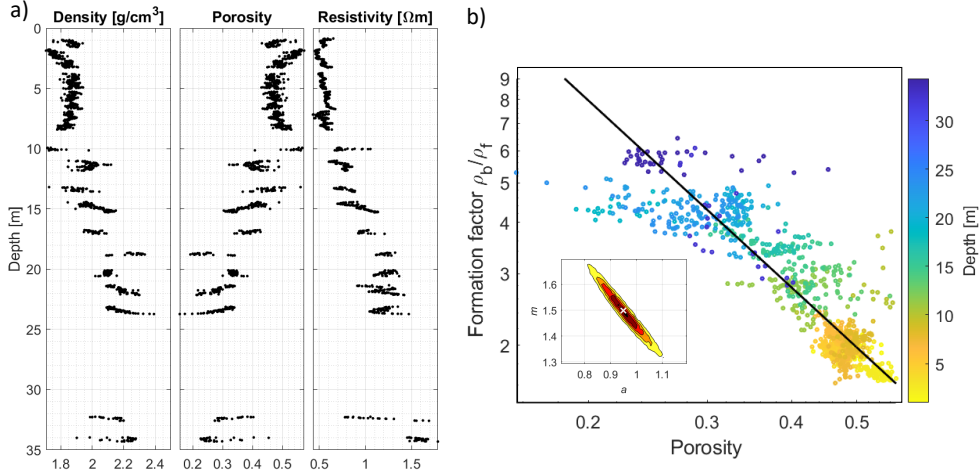 a)
Density [g/cm³]
Porosity
Resistivity [Ωm]
Depth [m]
0
5
10
15
20
25
30
35
1.8 2 2.2 2.4
0.2 0.3 0.4 0.5
0.5 1 1.5
b)
Formation factor ρb/ρf
9
8
7
6
5
4
3
2
0.2 0.3 0.4 0.5
Porosity
m
1.6
1.5
1.4
1.3
0.8 0.9 1 1.1
a
30
25
20
15
10
5
Depth [m]